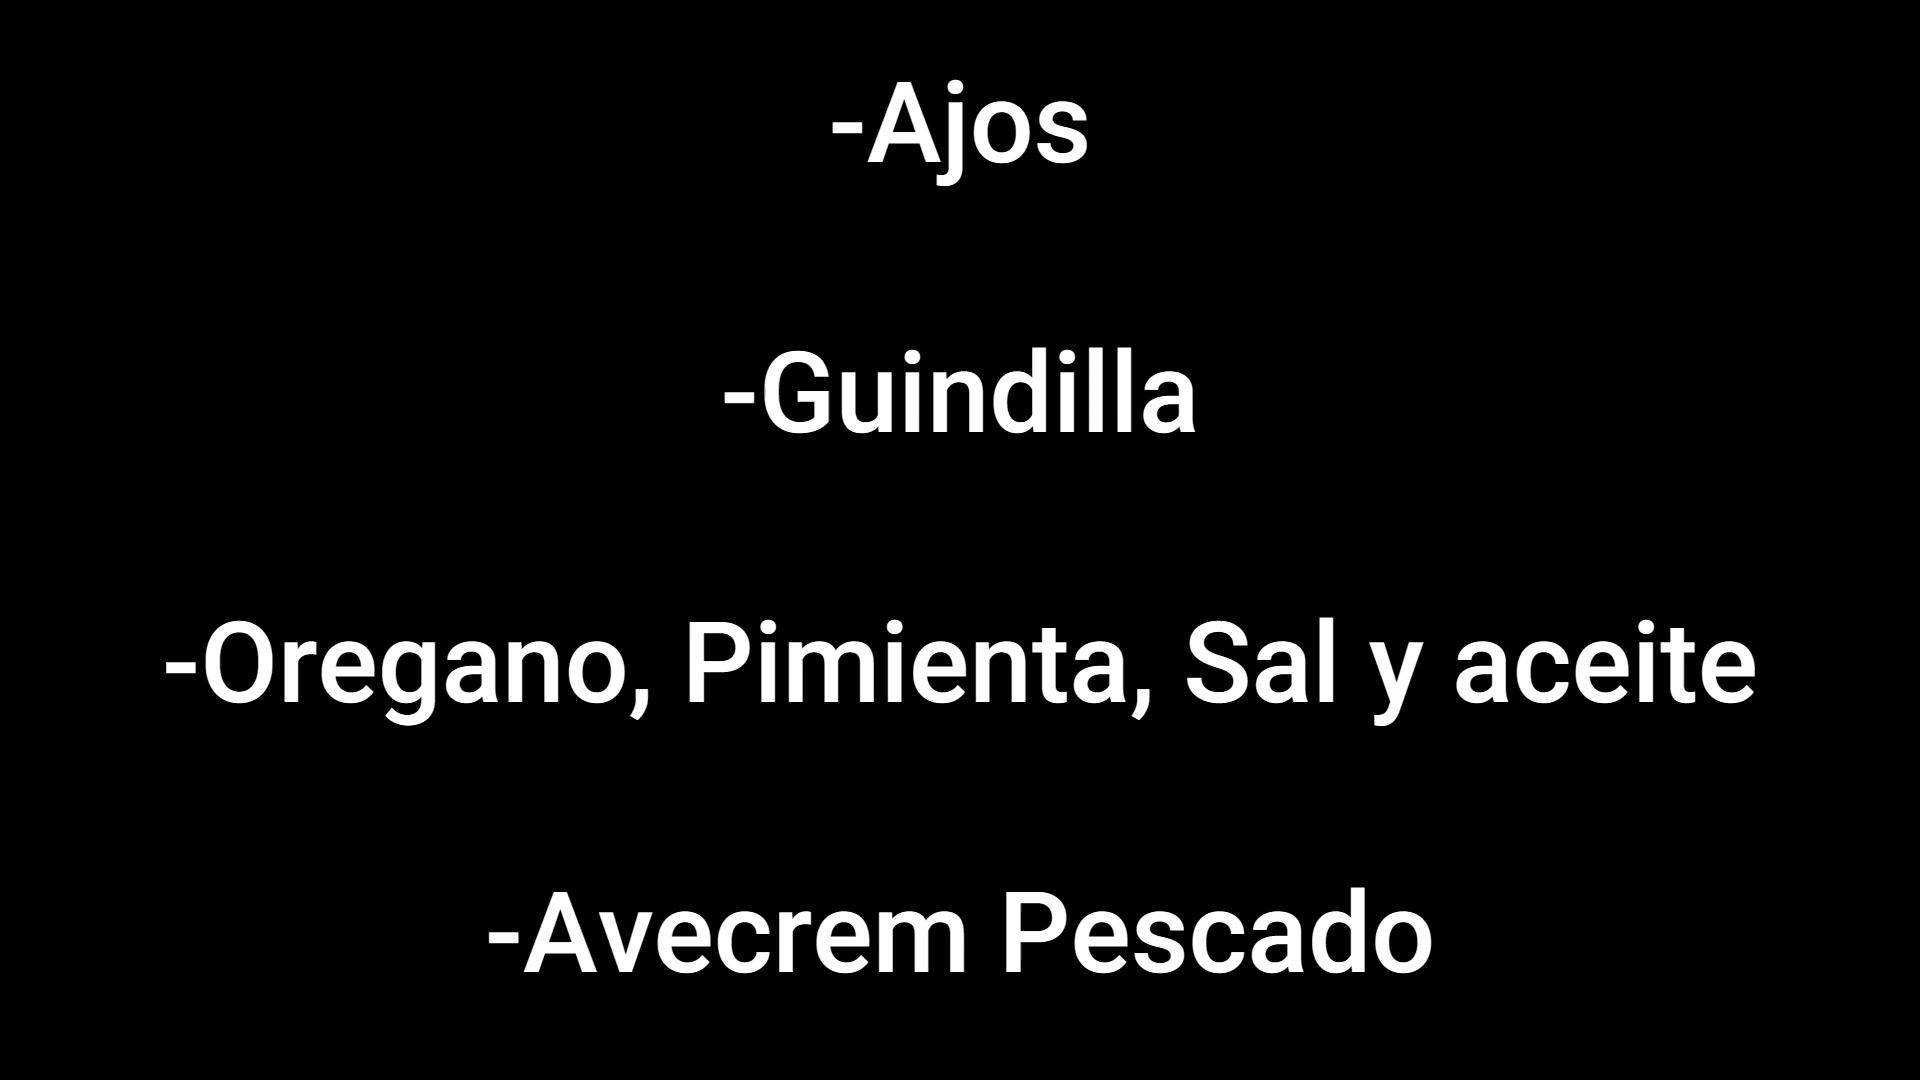 -Ajos
-Guindilla
-Oregano, Pimienta, Sal y aceite
-Avecrem Pescado